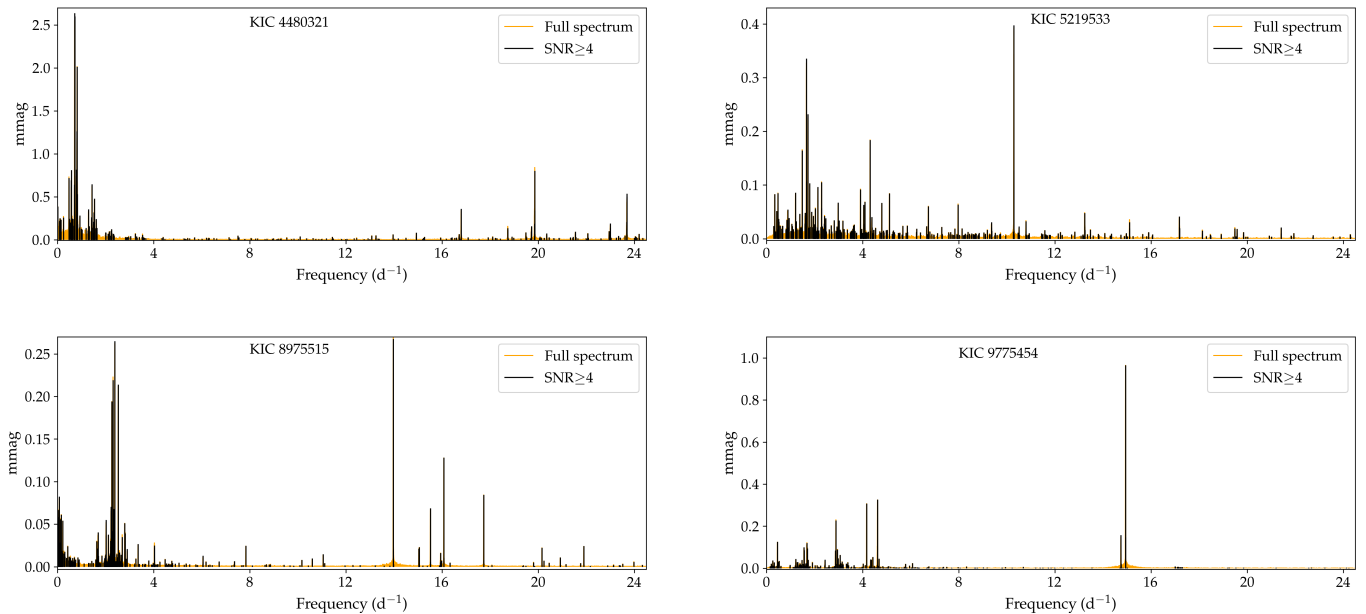 KIC 4480321
Full spectrum
SNR≥4
mmag
2.5
2.0
1.5
1.0
0.5
0.0
0 4 8 12 16 20 24
Frequency (d⁻¹)
KIC 5219533
Full spectrum
SNR≥4
mmag
0.4
0.3
0.2
0.1
0.0
0 4 8 12 16 20 24
Frequency (d⁻¹)
KIC 8975515
Full spectrum
SNR≥4
mmag
0.25
0.20
0.15
0.10
0.05
0.00
0 4 8 12 16 20 24
Frequency (d⁻¹)
KIC 9775454
Full spectrum
SNR≥4
mmag
1.0
0.8
0.6
0.4
0.2
0.0
0 4 8 12 16 20 24
Frequency (d⁻¹)